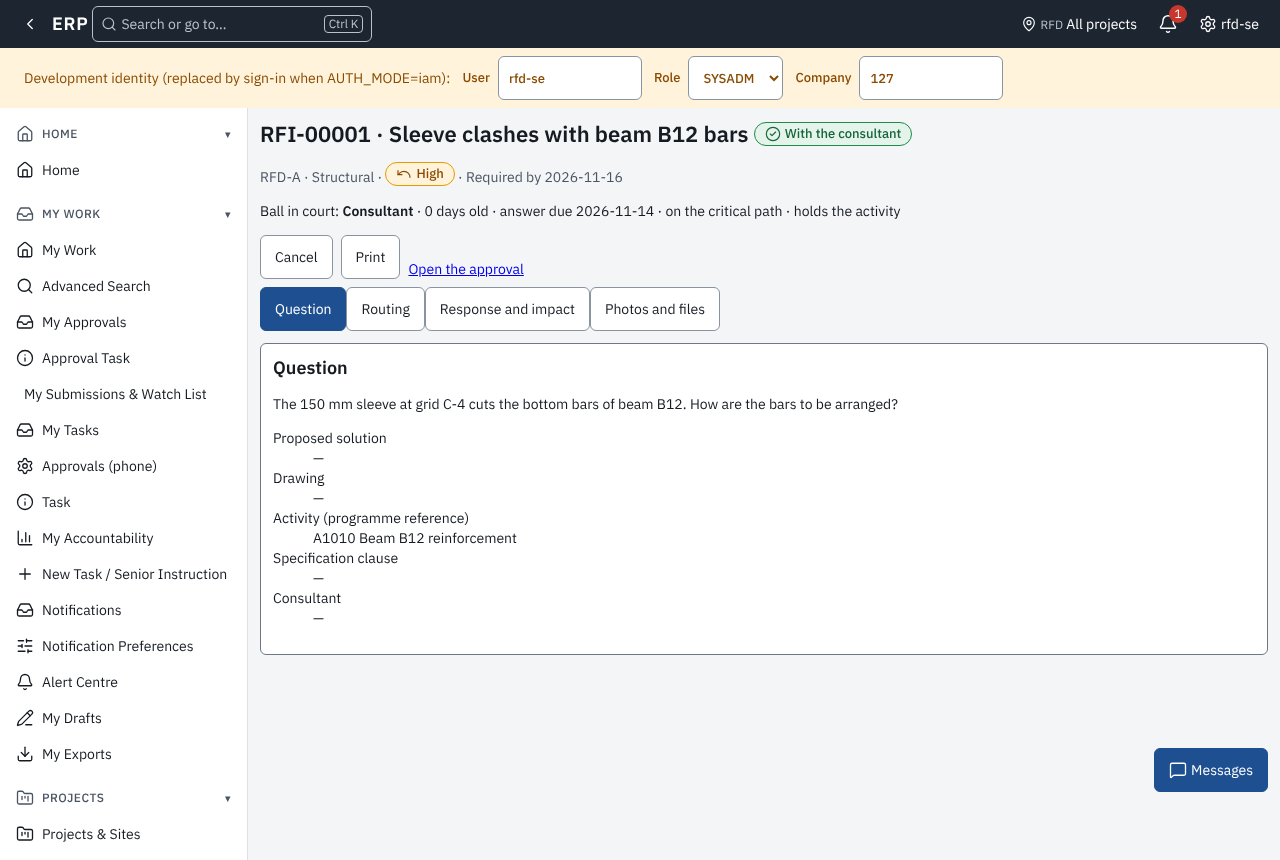 ERP
Search or go to...
Ctrl K
RFD All projects
1
rfd-se
Development identity (replaced by sign-in when AUTH_MODE=iam):
User
rfd-se
Role
SYSADM
Company
127
HOME
Home
MY WORK
My Work
Advanced Search
My Approvals
Approval Task
My Submissions & Watch List
My Tasks
Approvals (phone)
Task
My Accountability
New Task / Senior Instruction
Notifications
Notification Preferences
Alert Centre
My Drafts
My Exports
PROJECTS
Projects & Sites
RFI-00001 · Sleeve clashes with beam B12 bars
With the consultant
RFD-A · Structural · High · Required by 2026-11-16
Ball in court: Consultant · 0 days old · answer due 2026-11-14 · on the critical path · holds the activity
Cancel
Print
Open the approval
Question
Routing
Response and impact
Photos and files
Question
The 150 mm sleeve at grid C-4 cuts the bottom bars of beam B12. How are the bars to be arranged?
Proposed solution
—
Drawing
—
Activity (programme reference)
A1010 Beam B12 reinforcement
Specification clause
—
Consultant
—
Messages